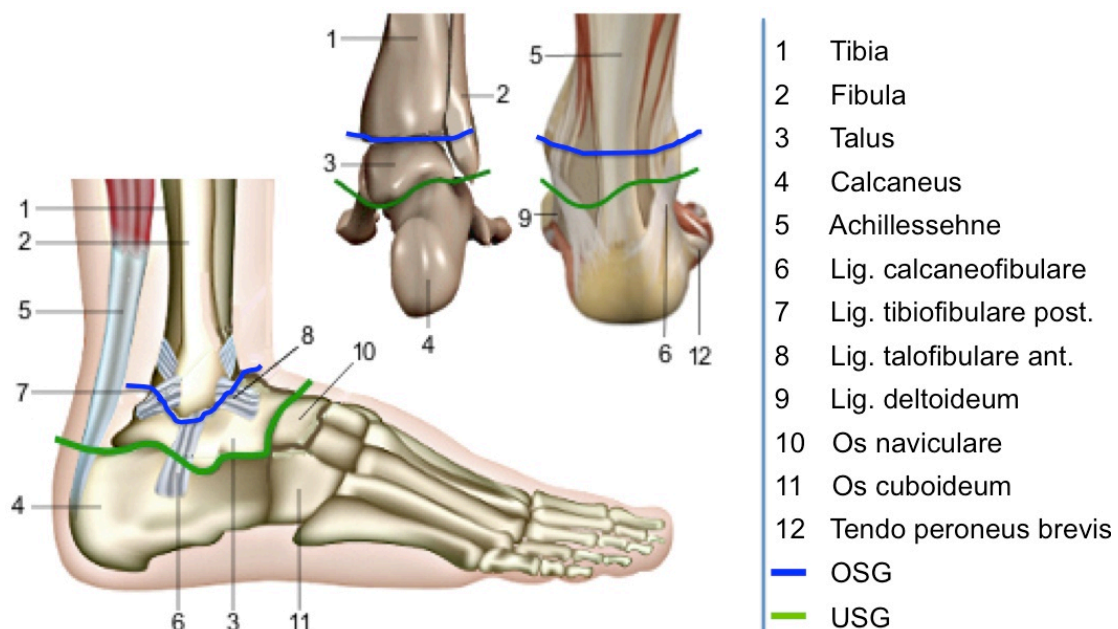 1 Tibia
2 Fibula
3 Talus
4 Calcaneus
5 Achillessehne
6 Lig. calcaneofibulare
7 Lig. tibiofibulare post.
8 Lig. talofibulare ant.
9 Lig. deltoideum
10 Os naviculare
11 Os cuboideum
12 Tendo peroneus brevis
OSG
USG
1
2
3
4
5
9
6 12
1
2
5
7
4
8
10
6 3 11